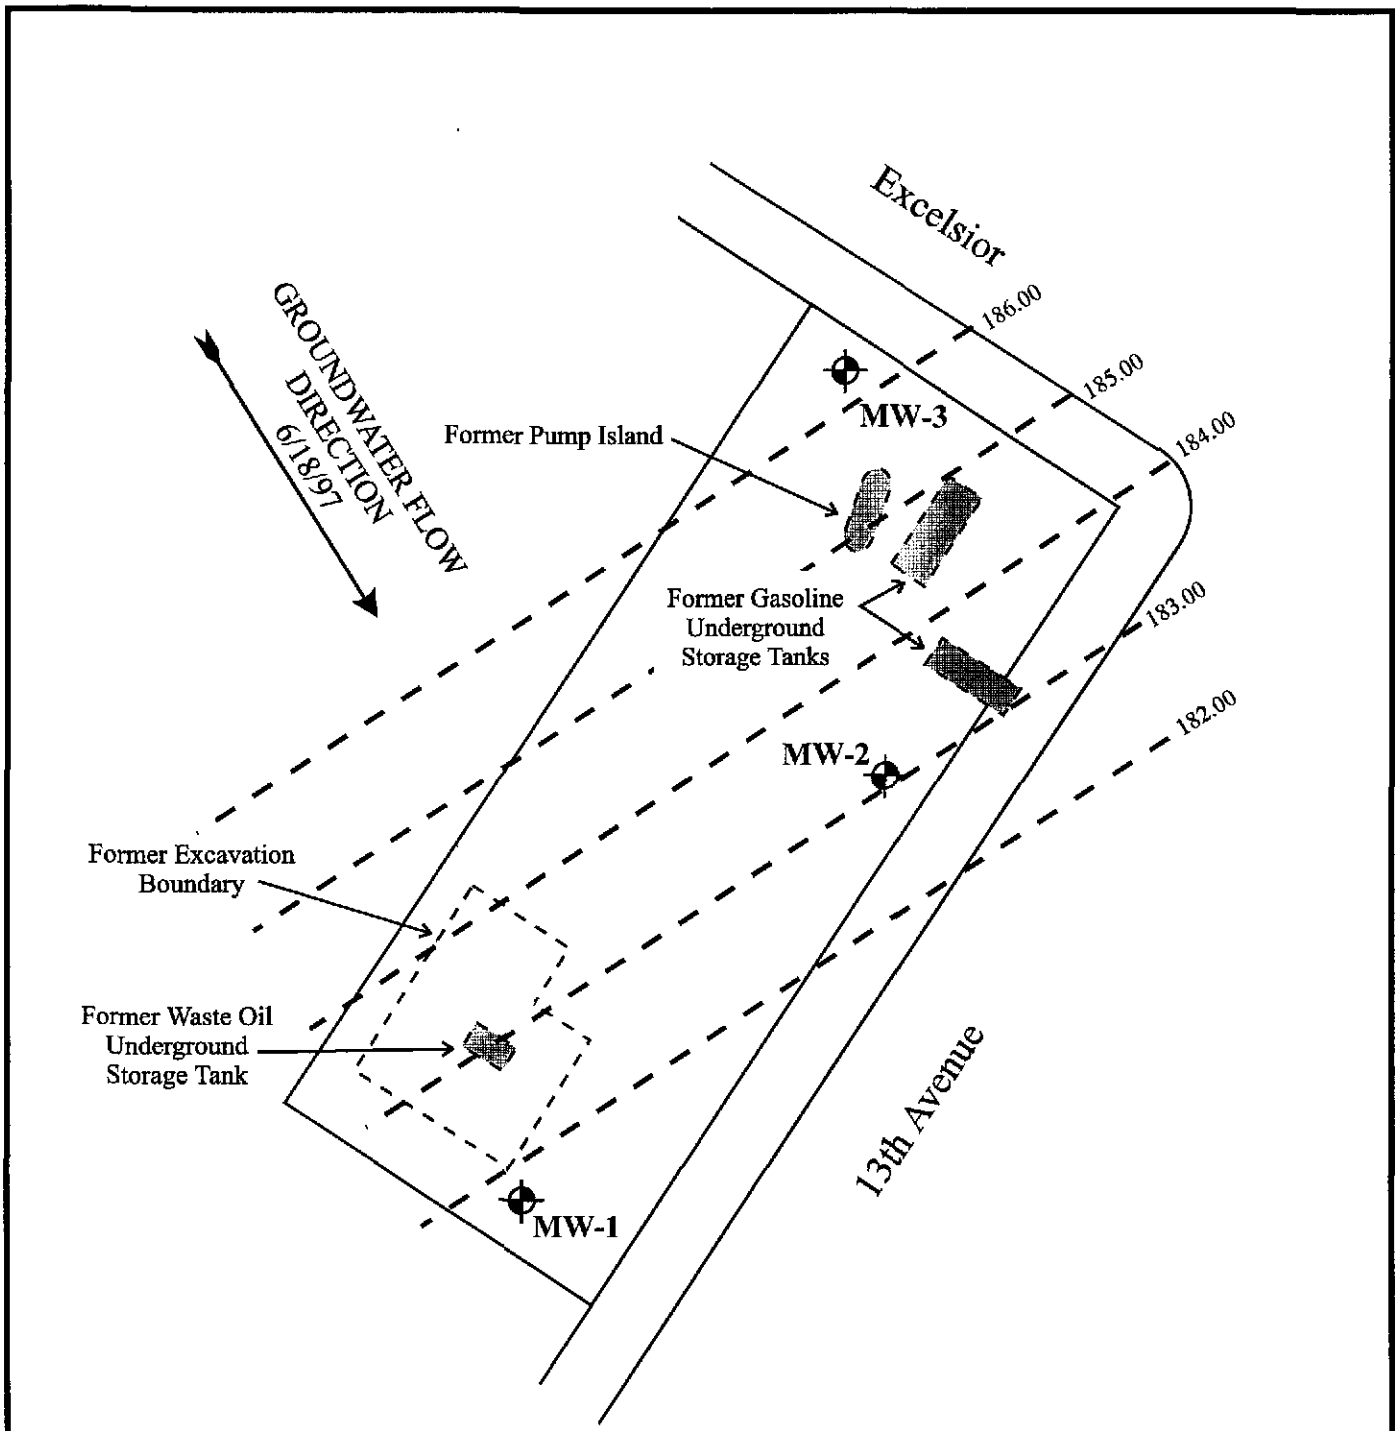 Excelsior
186.00
185.00
184.00
183.00
182.00
GROUNDWATER FLOW
DIRECTION
6/18/97
MW-3
Former Pump Island
Former Gasoline
Underground
Storage Tanks
MW-2
Former Excavation
Boundary
Former Waste Oil
Underground
Storage Tank
MW-1
13th Avenue